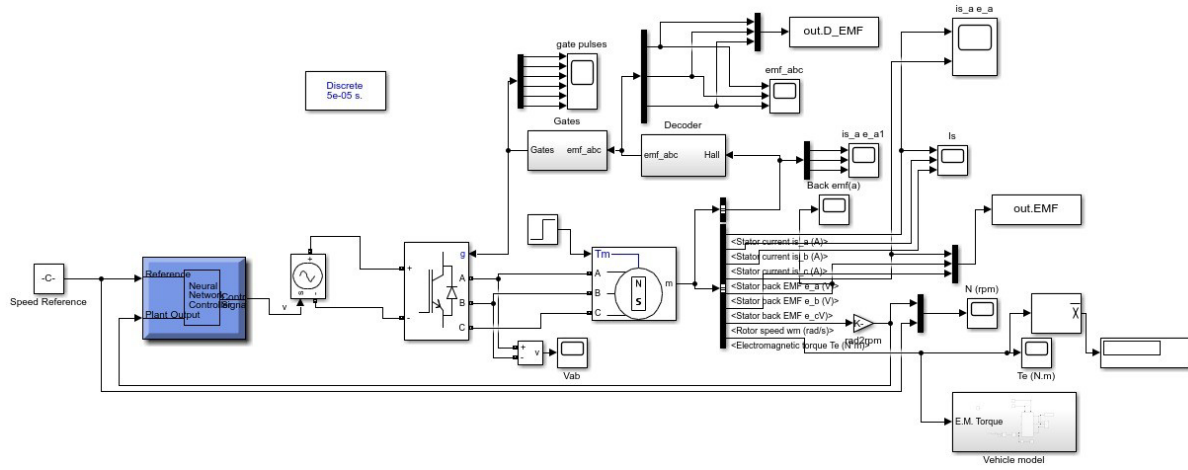 is_a e_a
out.D_EMF
gate pulses
Discrete
5e-05 s.
emf_abc
Gates
Decoder
is_a e_a1
Is
Gates
emf_abc
emf_abc
Hall
Back emf(a)
out.EMF
<Stator current is_a (A)>
<Stator current is_b (A)>
<Stator current is_c (A)>
<Stator back EMF e_a (V)>
<Stator back EMF e_b (V)>
<Stator back EMF e_cV)>
<Rotor speed wm (rad/s)>
<Electromagnetic torque Te (N*m)>
Tm
A
B
C
N
S
m
g
+
-
A
B
C
+
-
s
v
-C-
Speed Reference
Reference
Plant Output
Neural
Network
Controller
Control
Signal
+
-
v
Vab
K-
rad2rpm
N (rpm)
Te (N.m)
X
E.M. Torque
Vehicle model